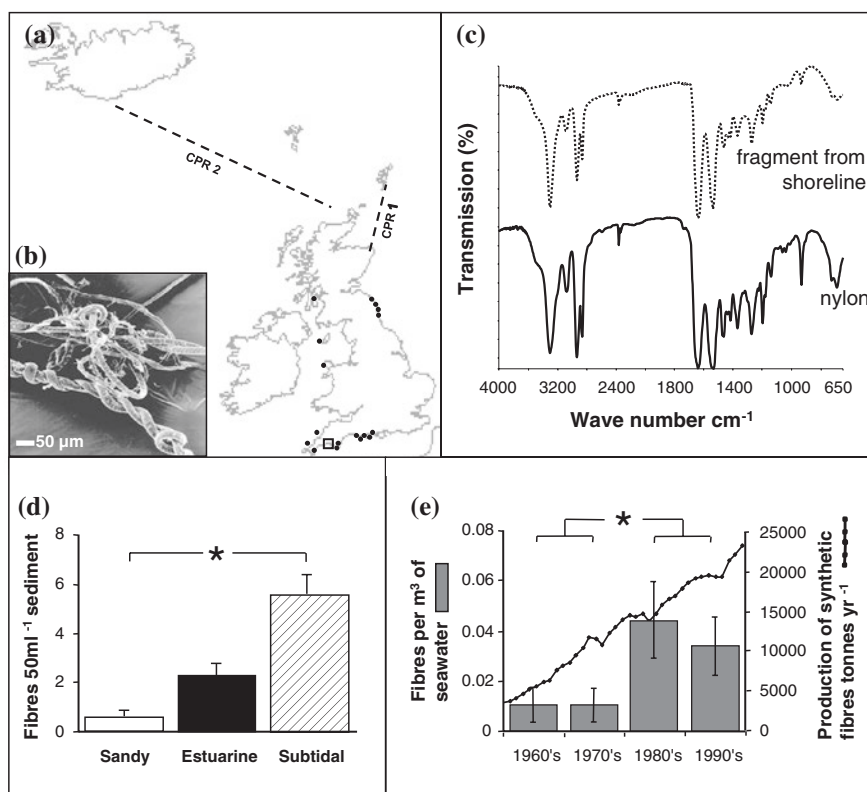 (a)
CPR 2
CPR 1
(b)
50 µm
(c)
Transmission (%)
fragment from
shoreline
nylon
4000 3200 2400 1800 1400 1000 650
Wave number cm⁻¹
(d)
Fibres 50ml ⁻¹ sediment
8
6
4
2
0
*
Sandy Estuarine Subtidal
(e)
Fibres per m³ of
seawater
0.08
0.06
0.04
0.02
0
*
25000
20000
15000
10000
5000
0
Production of synthetic
fibres tonnes yr ⁻¹
1960's 1970's 1980's 1990's